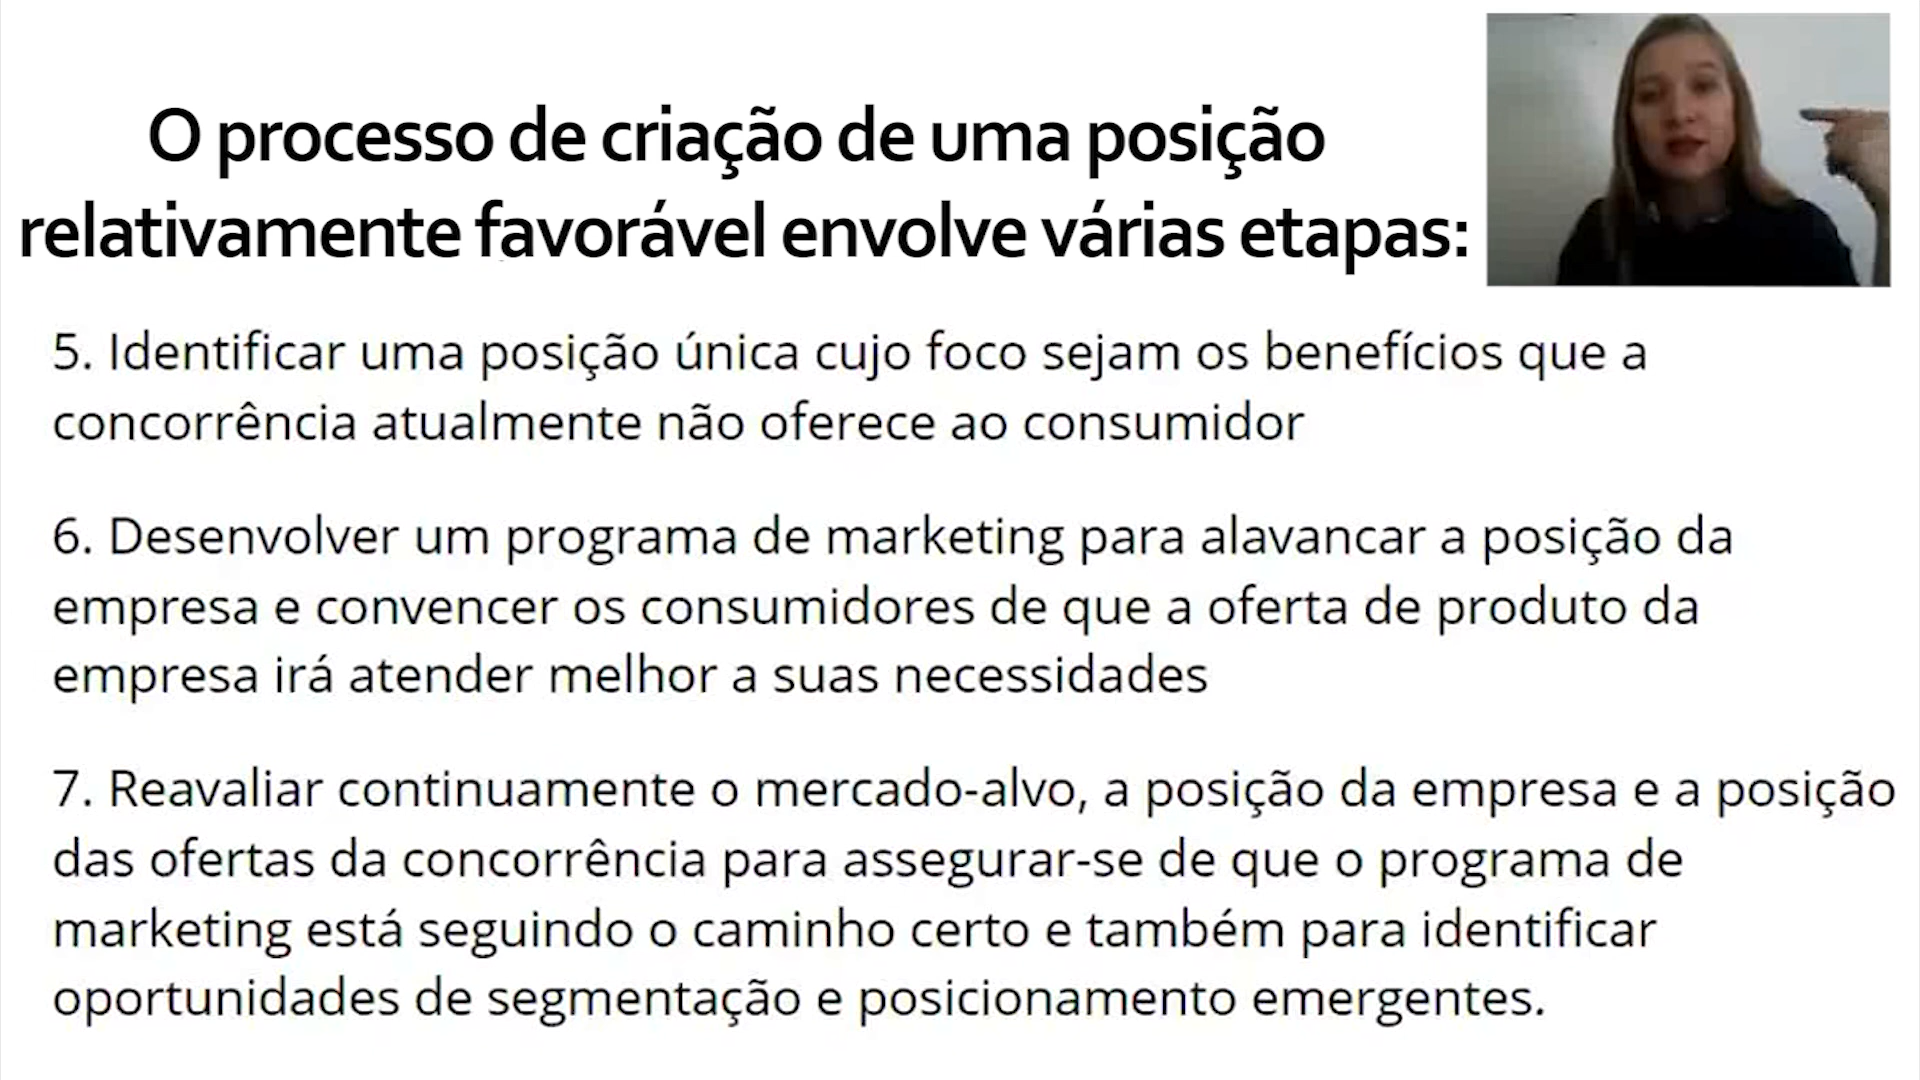 O processo de criação de uma posição
relativamente favorável envolve várias etapas:
5. Identificar uma posição única cujo foco sejam os benefícios que a
concorrência atualmente não oferece ao consumidor
6. Desenvolver um programa de marketing para alavancar a posição da
empresa e convencer os consumidores de que a oferta de produto da
empresa irá atender melhor a suas necessidades
7. Reavaliar continuamente o mercado-alvo, a posição da empresa e a posição
das ofertas da concorrência para assegurar-se de que o programa de
marketing está seguindo o caminho certo e também para identificar
oportunidades de segmentação e posicionamento emergentes.